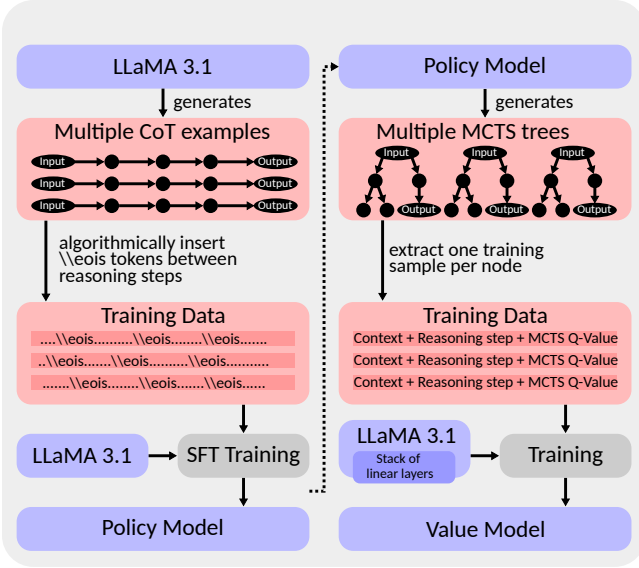 LLaMA 3.1
generates
Multiple CoT examples
Input Output
Input Output
Input Output
algorithmically insert
\\eois tokens between
reasoning steps
Training Data
....\\eois..........\\eois........\\eois.......
..\\eois.......\\eois..........\\eois...........
.......\\eois........\\eois.......\\eois......
LLaMA 3.1
SFT Training
Policy Model
Policy Model
generates
Multiple MCTS trees
Input Input Input
Output Output Output
extract one training
sample per node
Training Data
Context + Reasoning step + MCTS Q-Value
Context + Reasoning step + MCTS Q-Value
Context + Reasoning step + MCTS Q-Value
LLaMA 3.1
Stack of
linear layers
Training
Value Model